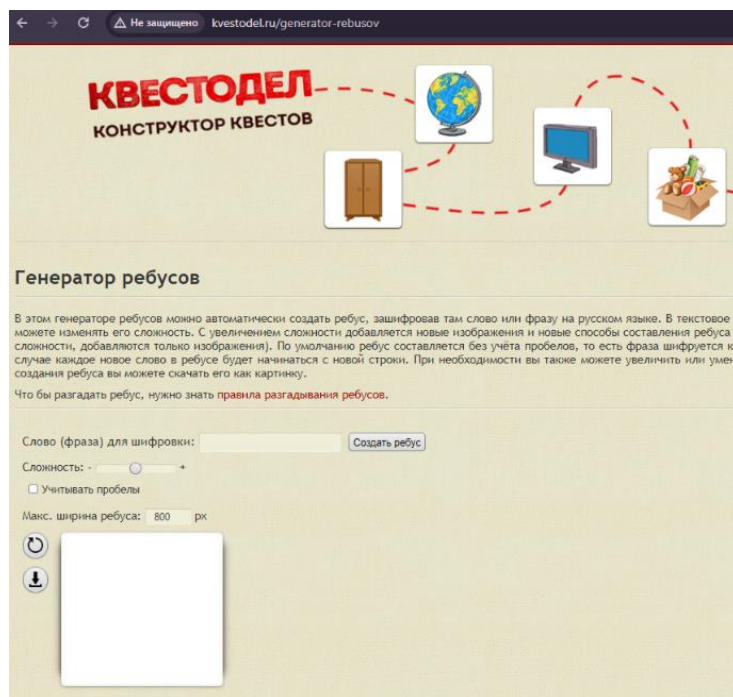 Не защищено kvestodel.ru/generator-rebusov
КВЕСТОДЕЛ
КОНСТРУКТОР КВЕСТОВ
Генератор ребусов
В этом генераторе ребусов можно автоматически создать ребус, зашифровав там слово или фразу на русском языке. В текстовое
можете изменять его сложность. С увеличением сложности добавляется новые изображения и новые способы составления ребуса
сложности, добавляются только изображения). По умолчанию ребус составляется без учёта пробелов, то есть фраза шифруется
случае каждое новое слово в ребусе будет начинаться с новой строки. При необходимости вы также можете увеличить или
создания ребуса вы можете скачать его как картинку.
Что бы разгадать ребус, нужно знать правила разгадывания ребусов.
Слово (фраза) для шифровки: Создать ребус
Сложность: - +
Учитывать пробелы
Макс. ширина ребуса: 800 px